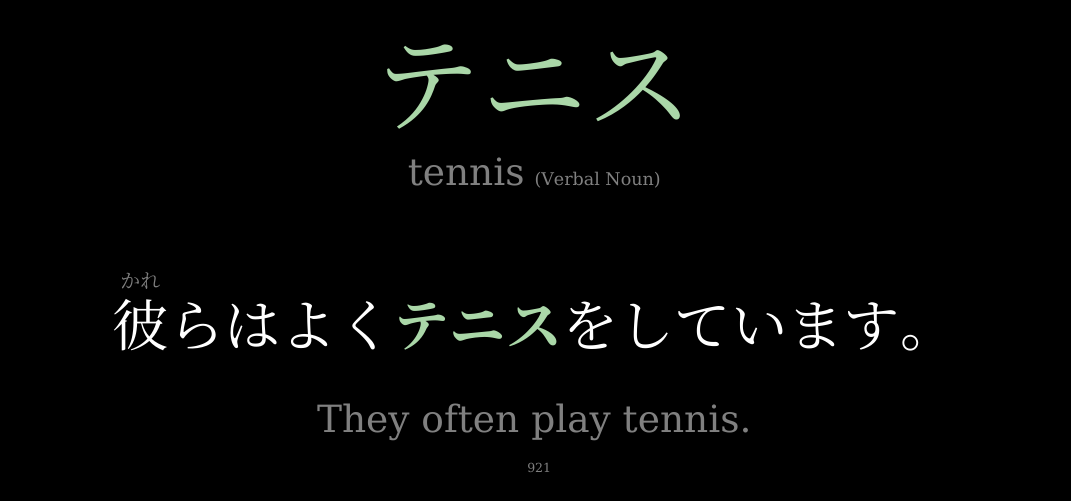 テニス
tennis (Verbal Noun)
かれ
彼らはよくテニスをしています。
They often play tennis.
921